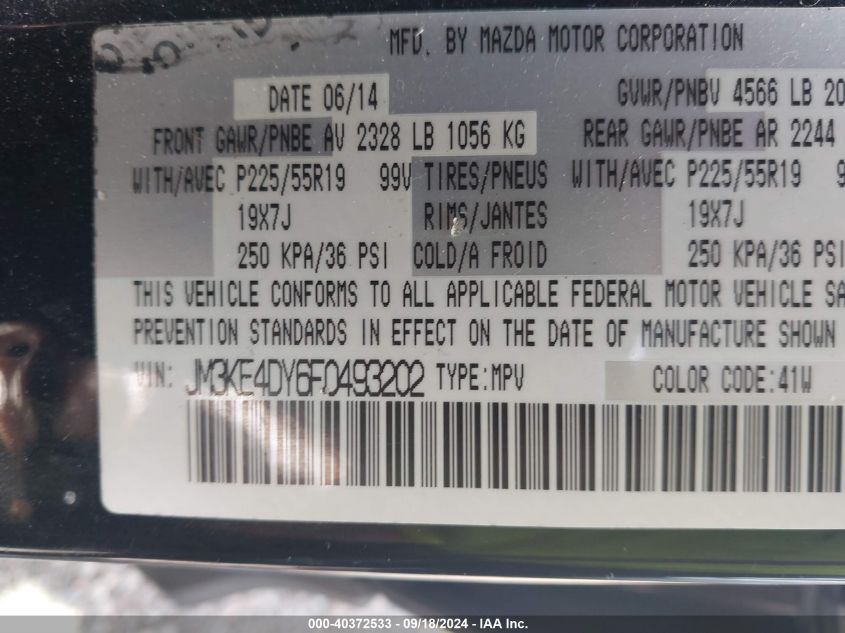 MFD. BY MAZDA MOTOR CORPORATION
DATE 06/14 GVWR/PNBV 4566 LB 20
FRONT GAWR/PNBE AV 2328 LB 1056 KG REAR GAWR/PNBE AR 2244
WITH/AVEC P225/55R19 99V TIRES/PNEUS WITH/AVEC P225/55R19 9
19X7J RIMS/JANTES 19X7J
250 KPA/36 PSI COLD/A FROID 250 KPA/36 PSI
THIS VEHICLE CONFORMS TO ALL APPLICABLE FEDERAL MOTOR VEHICLE SA
PREVENTION STANDARDS IN EFFECT ON THE DATE OF MANUFACTURE SHOWN
VIN: JM3KE4DY6F0493202 TYPE:MPV COLOR CODE:41W
000-40372533 - 09/18/2024 - IAA Inc.